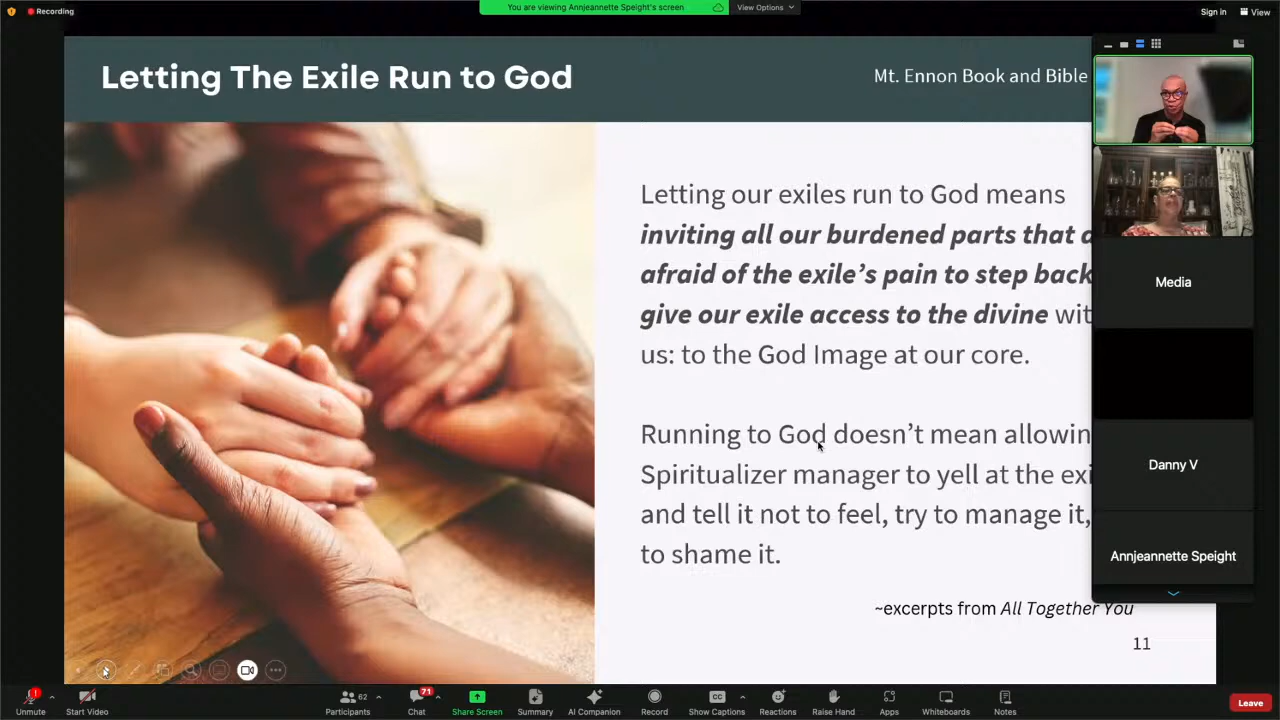 Recording
You are viewing Annjeannette Speight's screen
View Options
Sign in
View
Letting The Exile Run to God
Mt. Ennon Book and Bible
Letting our exiles run to God means
inviting all our burdened parts that
afraid of the exile's pain to step back
give our exile access to the divine
us: to the God Image at our core.
Running to God doesn't mean
Spiritualizer manager to yell at the
and tell it not to feel, try to manage it,
to shame it.
~excerpts from All Together You
11
Media
Danny V
Annjeannette Speight
Unmute
Start Video
62
Participants
71
Chat
Share Screen
Summary
AI Companion
Record
CC
Show Captions
Reactions
Raise Hand
Apps
Whiteboards
Notes
Leave